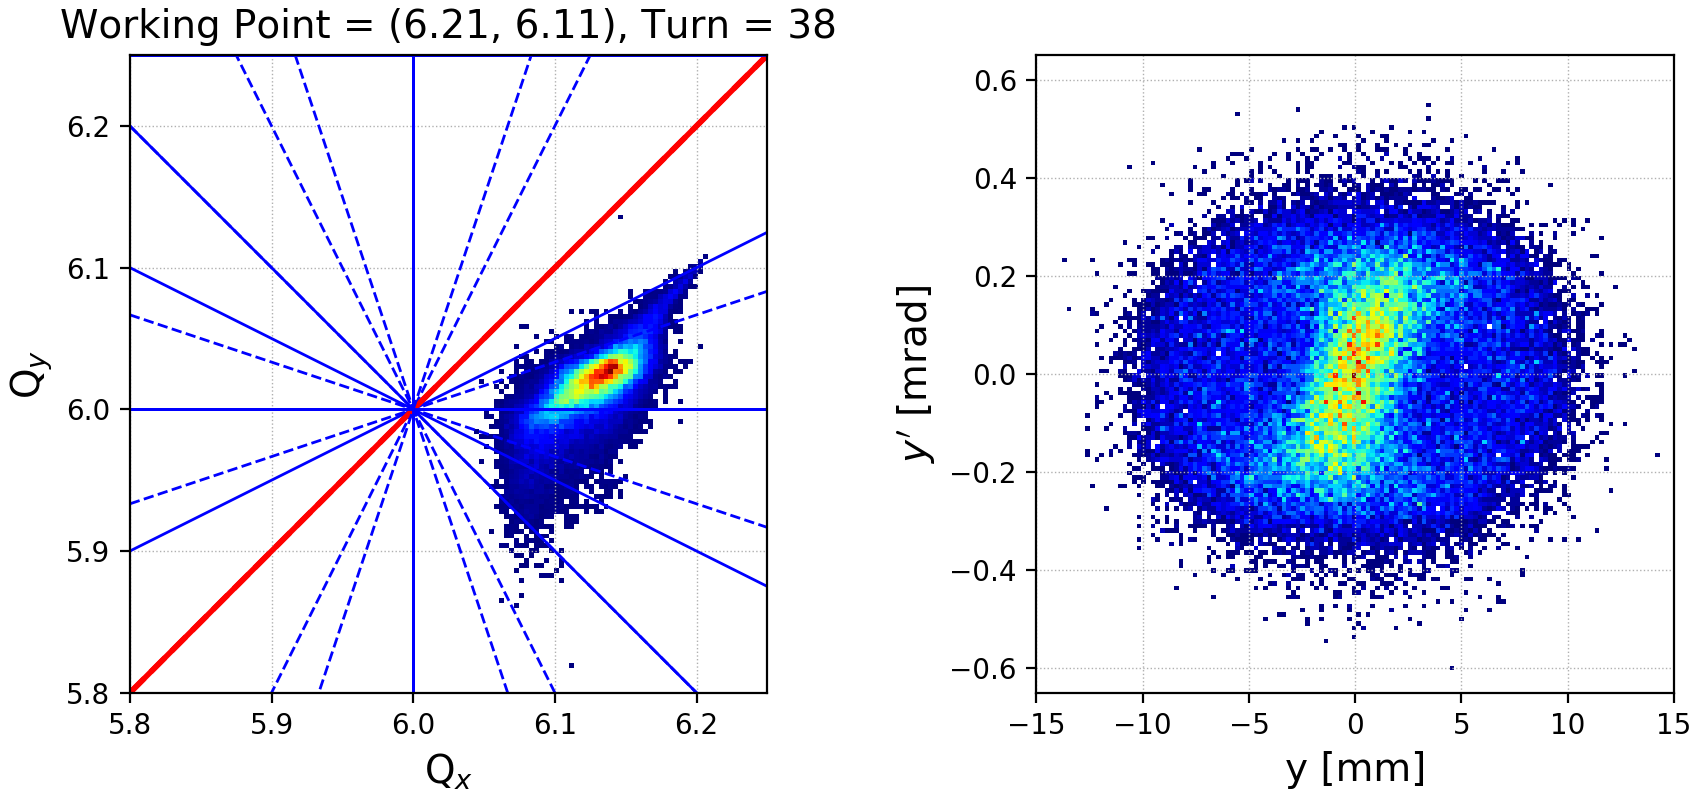 Working Point = (6.21, 6.11), Turn = 38
6.2
6.1
6.0
5.9
5.8
Q_y
5.8 5.9 6.0 6.1 6.2
Q_x
0.6
0.4
0.2
0.0
−0.2
−0.4
−0.6
y′ [mrad]
−15 −10 −5 0 5 10 15
y [mm]